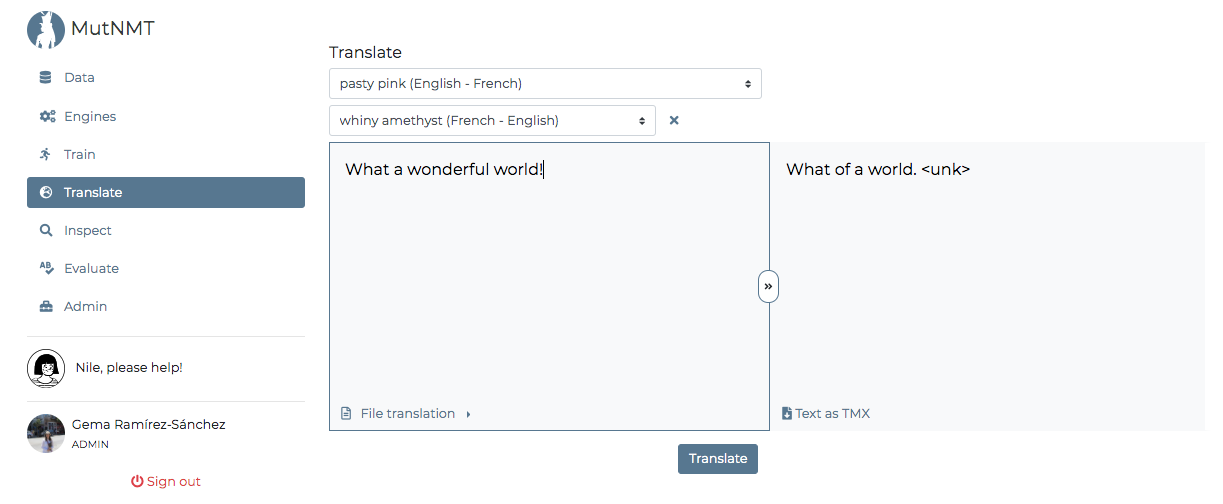 MutNMT
Data
Engines
Train
Translate
Inspect
Evaluate
Admin
Nile, please help!
Gema Ramírez-Sánchez
ADMIN
Sign out
Translate
pasty pink (English - French)
whiny amethyst (French - English)
What a wonderful world!
File translation
What of a world. <unk>
Text as TMX
Translate